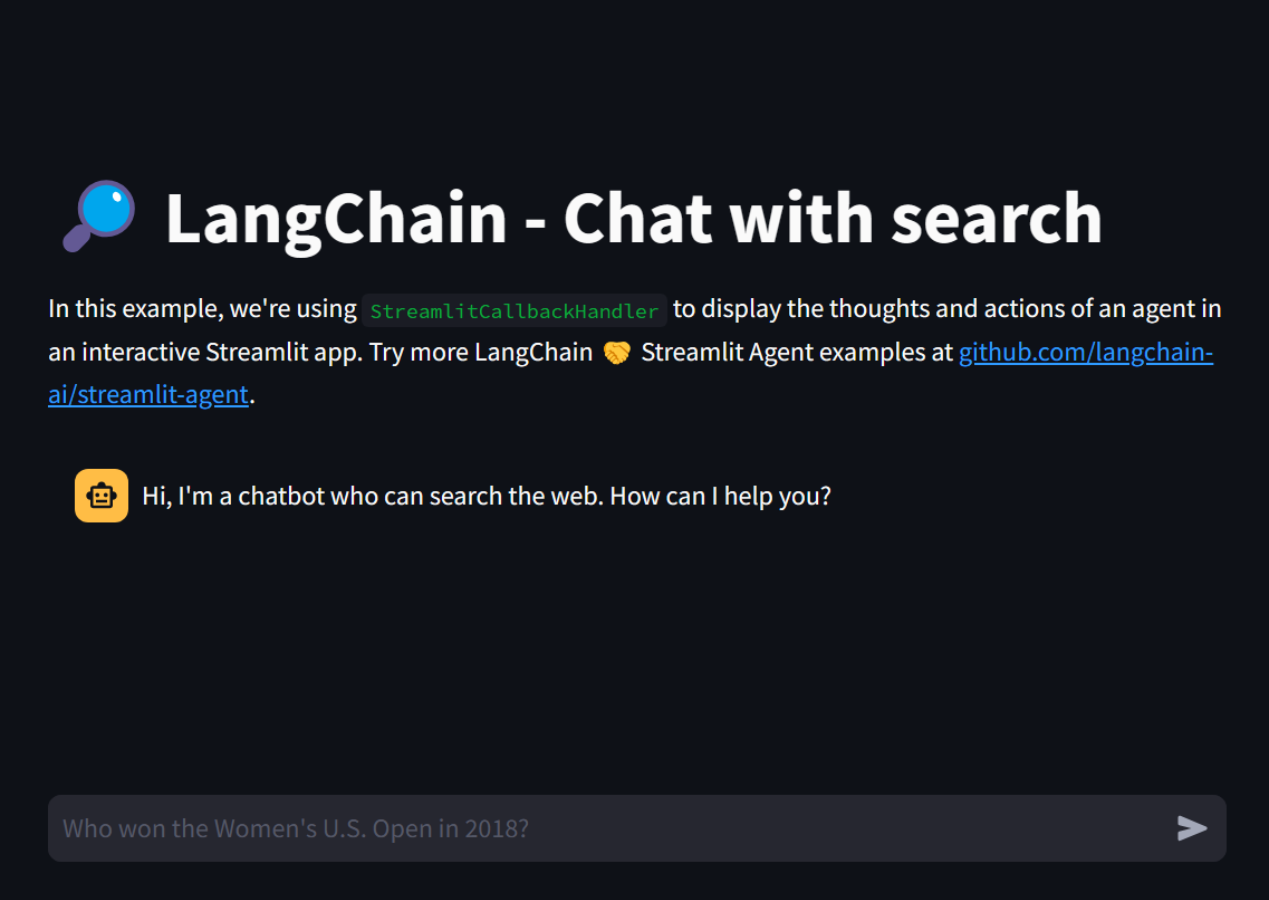 LangChain - Chat with search
In this example, we're using StreamlitCallbackHandler to display the thoughts and actions of an agent in
an interactive Streamlit app. Try more LangChain 🤝 Streamlit Agent examples at github.com/langchain-
ai/streamlit-agent.
Hi, I'm a chatbot who can search the web. How can I help you?
Who won the Women's U.S. Open in 2018?